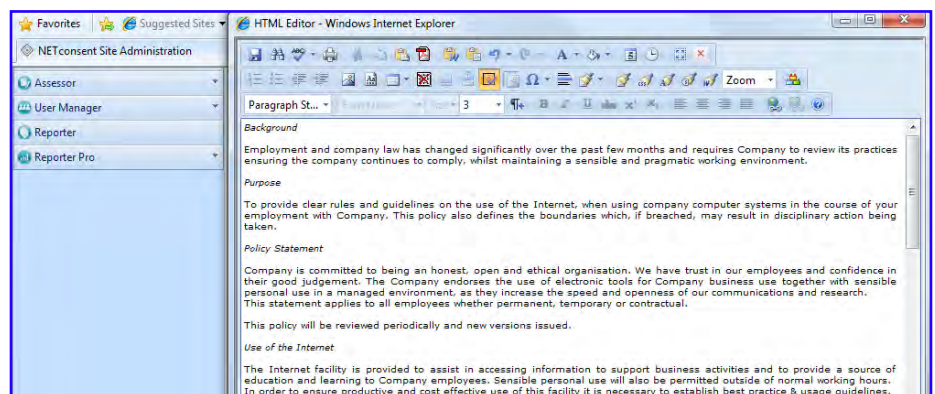 Favorites
Suggested Sites
HTML Editor - Windows Internet Explorer
NETconsent Site Administration
Assessor
User Manager
Reporter
Reporter Pro
Zoom
Paragraph St...
3
Background
Employment and company law has changed significantly over the past few months and requires Company to review its practices
ensuring the company continues to comply, whilst maintaining a sensible and pragmatic working environment.
Purpose
To provide clear rules and guidelines on the use of the Internet, when using company computer systems in the course of your
employment with Company. This policy also defines the boundaries which, if breached, may result in disciplinary action being
taken.
Policy Statement
Company is committed to being an honest, open and ethical organisation. We have trust in our employees and confidence in
their good judgement. The Company endorses the use of electronic tools for Company business use together with sensible
personal use in a managed environment, as they increase the speed and openness of our communications and research.
This statement applies to all employees whether permanent, temporary or contractual.
This policy will be reviewed periodically and new versions issued.
Use of the Internet
The Internet facility is provided to assist in accessing information to support business activities and to provide a source of
education and learning to Company employees. Sensible personal use will also be permitted outside of normal working hours.
In order to ensure productive and cost effective use of this facility it is necessary to establish best practice & usage guidelines.